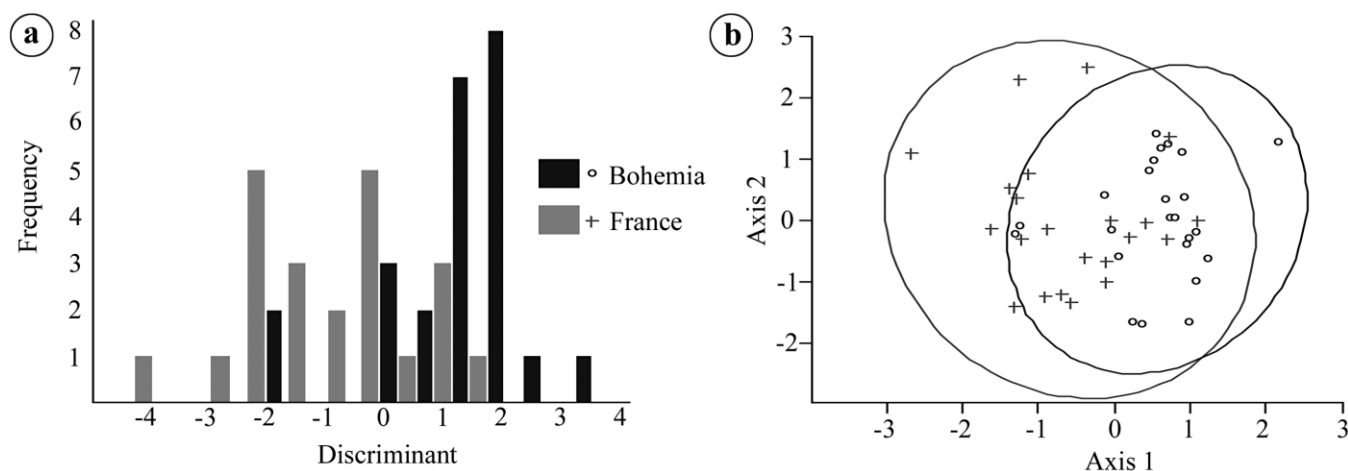 a
Frequency
8
7
6
5
4
3
2
1
-4 -3 -2 -1 0 1 2 3 4
Discriminant
Bohemia
+ France
b
Axis 2
3
2
1
0
-1
-2
-3 -2 -1 0 1 2 3
Axis 1